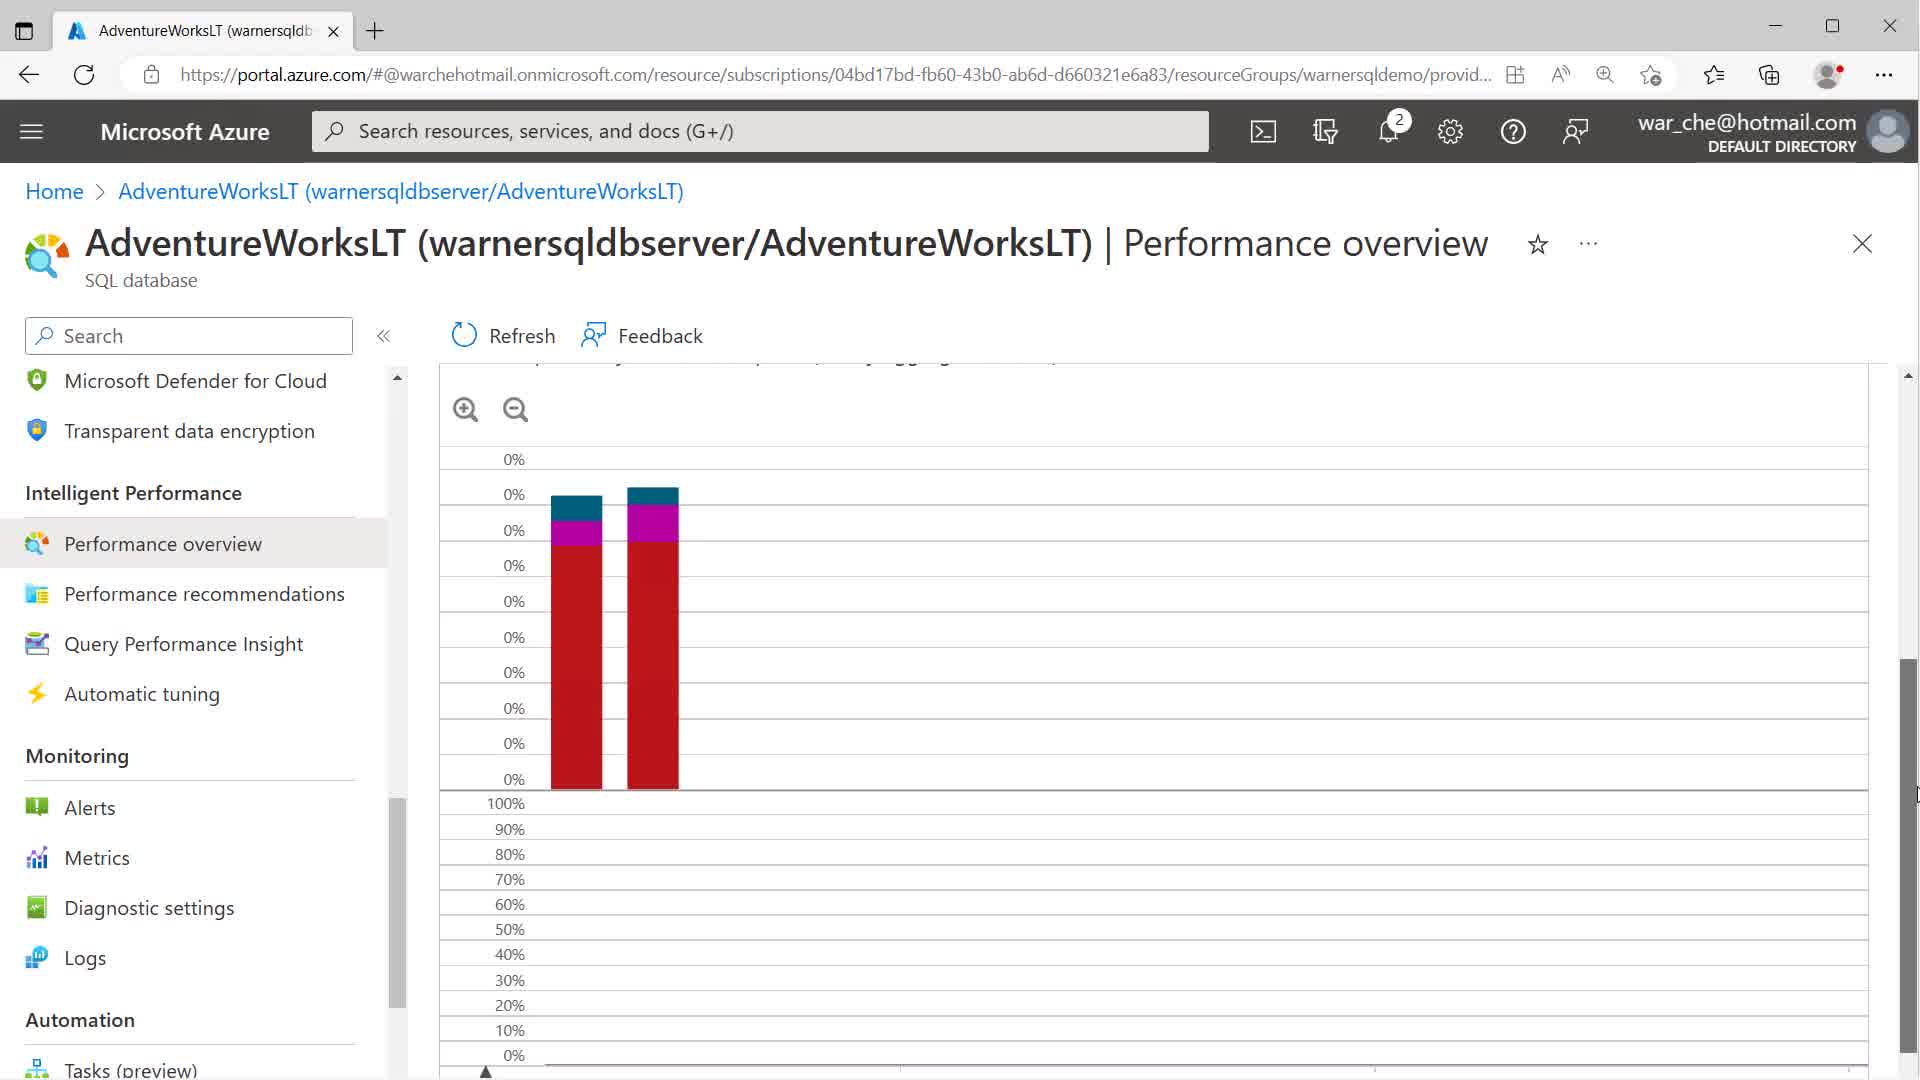 AdventureWorksLT (warnersqldb
https://portal.azure.com/#@warchehotmail.onmicrosoft.com/resource/subscriptions/04bd17bd-fb60-43b0-ab6d-d660321e6a83/resourceGroups/warnersqldemo/provid...
Microsoft Azure
Search resources, services, and docs (G+/)
2
war_che@hotmail.com
DEFAULT DIRECTORY
Home > AdventureWorksLT (warnersqldbserver/AdventureWorksLT)
AdventureWorksLT (warnersqldbserver/AdventureWorksLT) | Performance overview
SQL database
Search
Refresh
Feedback
Microsoft Defender for Cloud
Transparent data encryption
Intelligent Performance
Performance overview
Performance recommendations
Query Performance Insight
Automatic tuning
Monitoring
Alerts
Metrics
Diagnostic settings
Logs
Automation
Tasks (preview)
0%
0%
0%
0%
0%
0%
0%
0%
0%
0%
100%
90%
80%
70%
60%
50%
40%
30%
20%
10%
0%